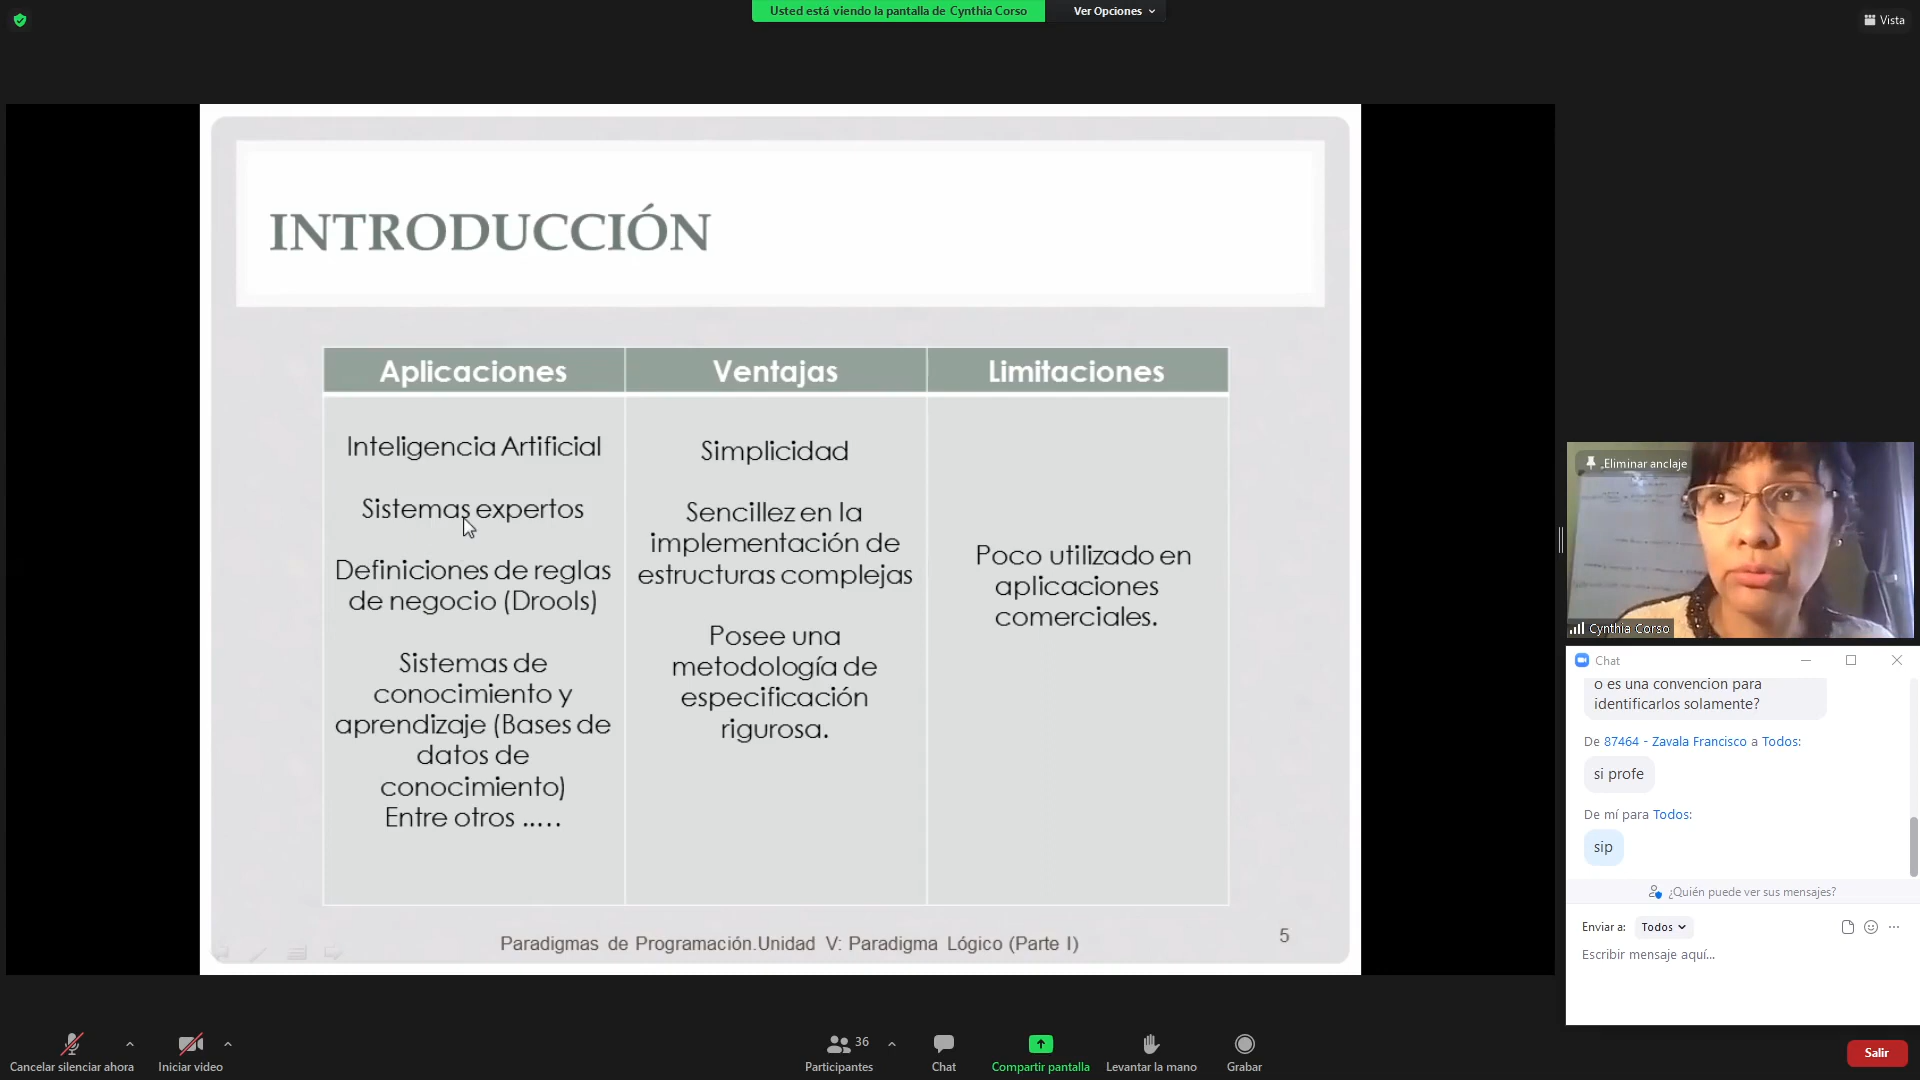 Usted está viendo la pantalla de Cynthia Corso
Ver Opciones
Vista
INTRODUCCIÓN
Aplicaciones
Inteligencia Artificial
Sistemas expertos
Definiciones de reglas
de negocio (Drools)
Sistemas de
conocimiento y
aprendizaje (Bases de
datos de
conocimiento)
Entre otros .....
Ventajas
Simplicidad
Sencillez en la
implementación de
estructuras complejas
Posee una
metodología de
especificación
rigurosa.
Limitaciones
Poco utilizado en
aplicaciones
comerciales.
Paradigmas de Programación.Unidad V: Paradigma Lógico (Parte I)
5
Eliminar anclaje
Cynthia Corso
Chat
o es una convencion para
identificarlos solamente?
De 87464 - Zavala Francisco a Todos:
si profe
De mí para Todos:
sip
¿Quién puede ver sus mensajes?
Enviar a: Todos
Escribir mensaje aquí...
Cancelar silenciar ahora
Iniciar video
36
Participantes
Chat
Compartir pantalla
Levantar la mano
Grabar
Salir